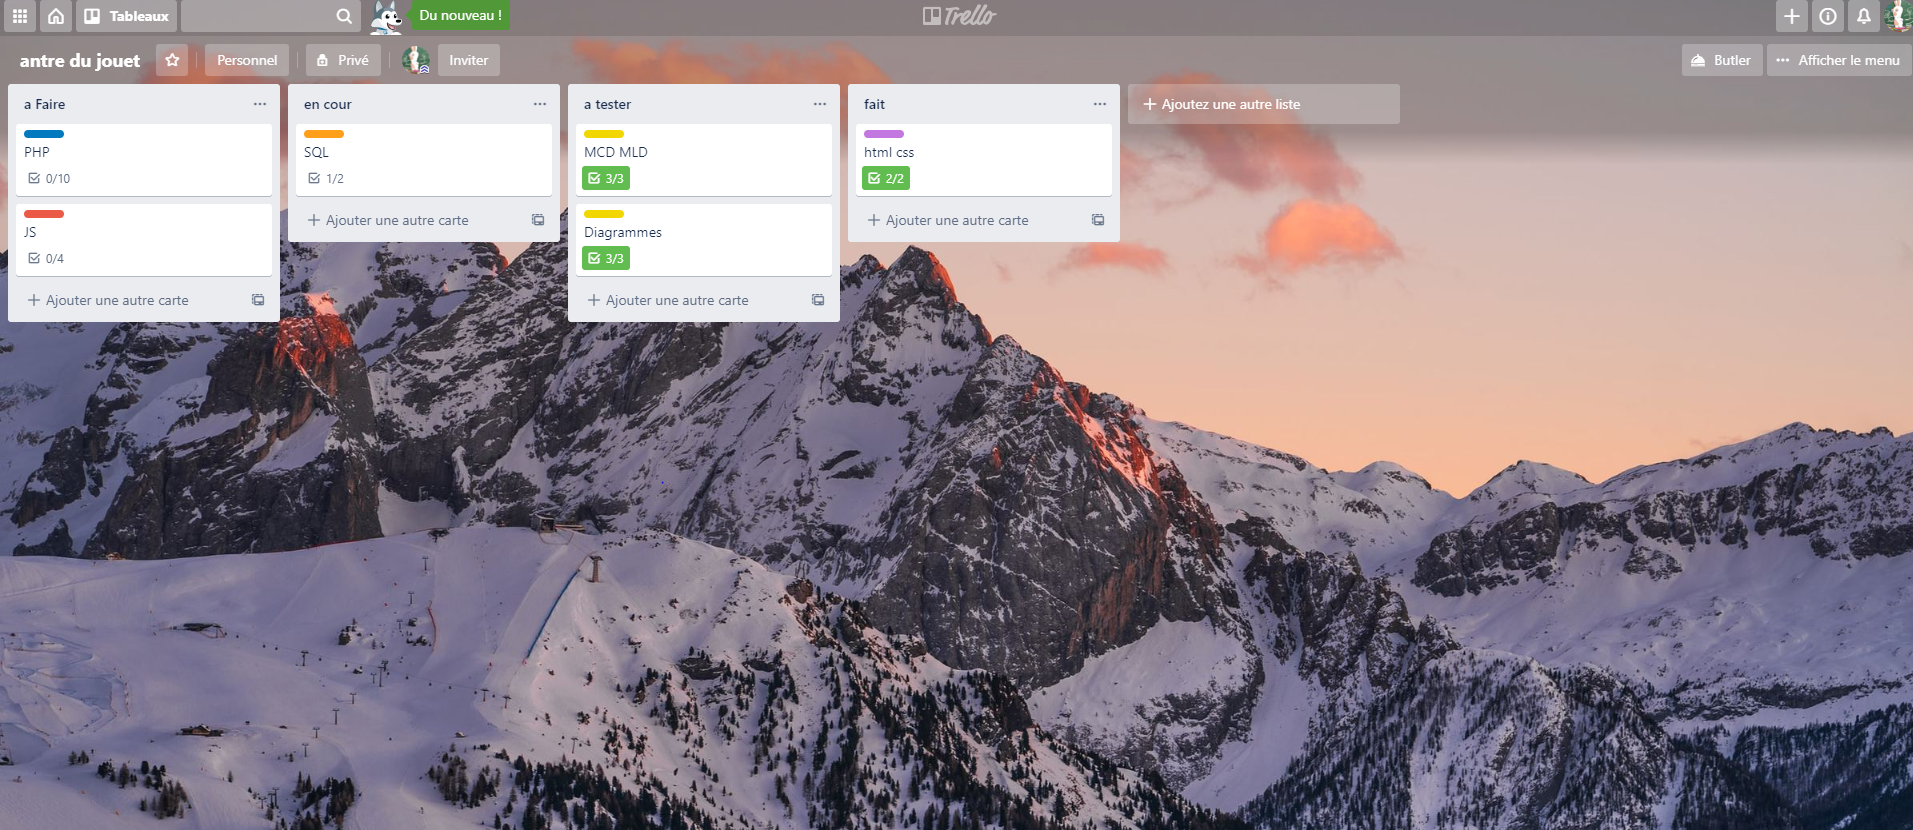 Tableaux
Du nouveau !
Trello
antre du jouet
Personnel
Privé
Inviter
Butler
Afficher le menu
a Faire
PHP
0/10
JS
0/4
Ajouter une autre carte
en cour
SQL
1/2
Ajouter une autre carte
a tester
MCD MLD
3/3
Diagrammes
3/3
Ajouter une autre carte
fait
html css
2/2
Ajouter une autre carte
Ajoutez une autre liste